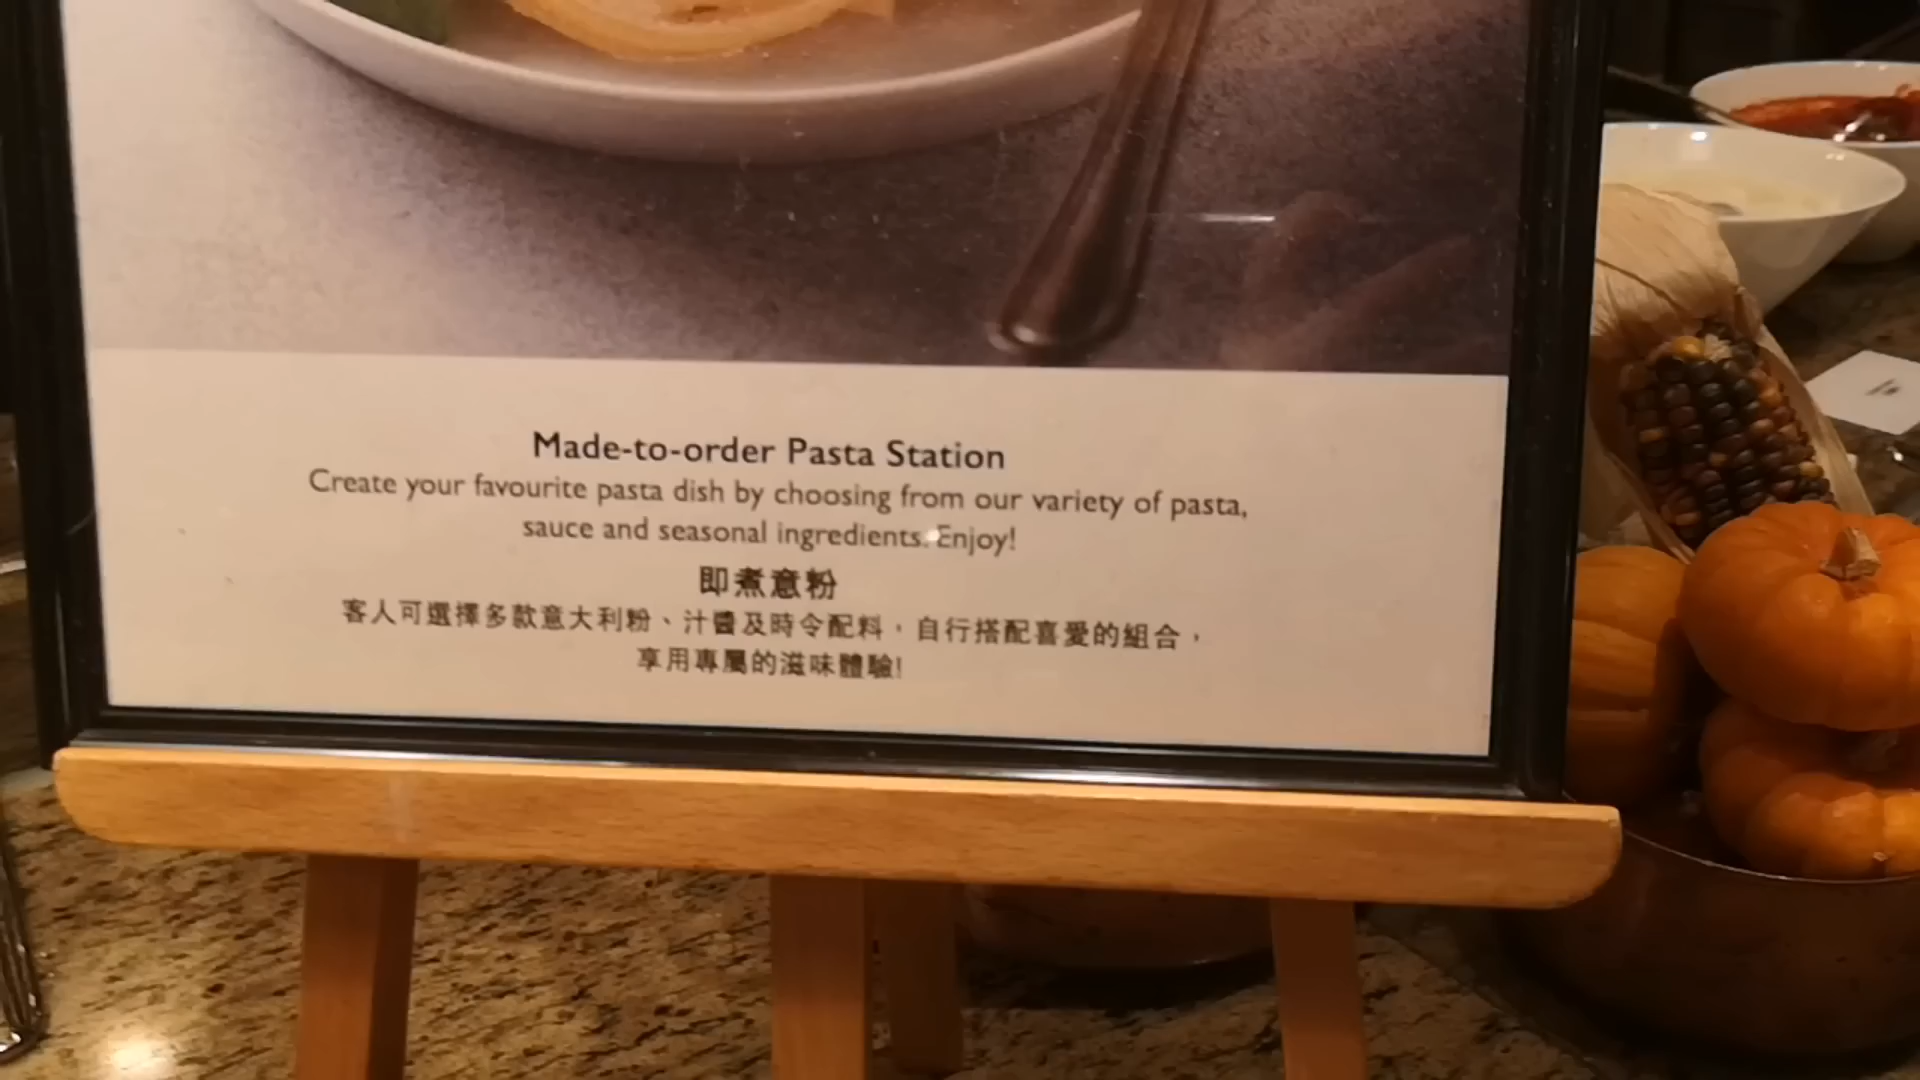 Made-to-order Pasta Station
Create your favourite pasta dish by choosing from our variety of pasta,
sauce and seasonal ingredients. Enjoy!
即煮意粉
客人可選擇多款意大利粉、汁醬及時令配料，自行搭配喜愛的組合，
享用專屬的滋味體驗!